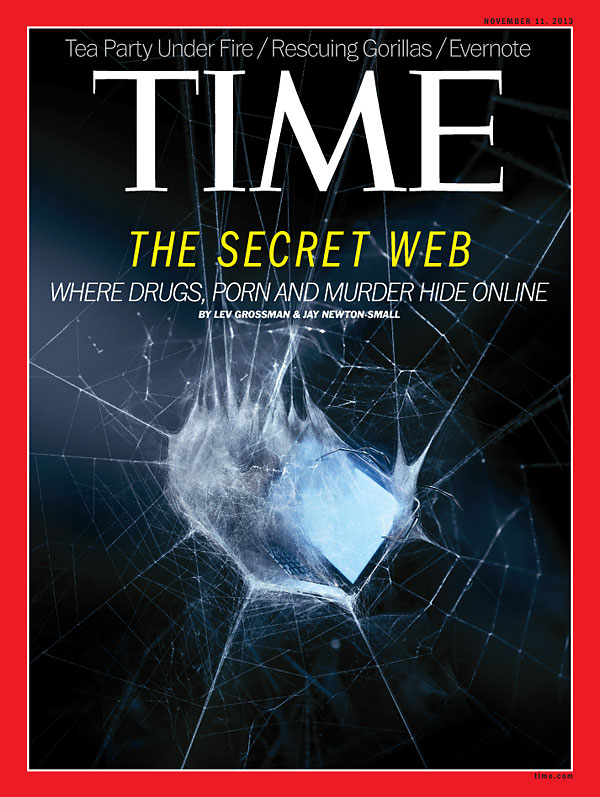 NOVEMBER 11, 2013
Tea Party Under Fire / Rescuing Gorillas / Evernote
TIME
THE SECRET WEB
WHERE DRUGS, PORN AND MURDER HIDE ONLINE
BY LEV GROSSMAN & JAY NEWTON-SMALL
time.com